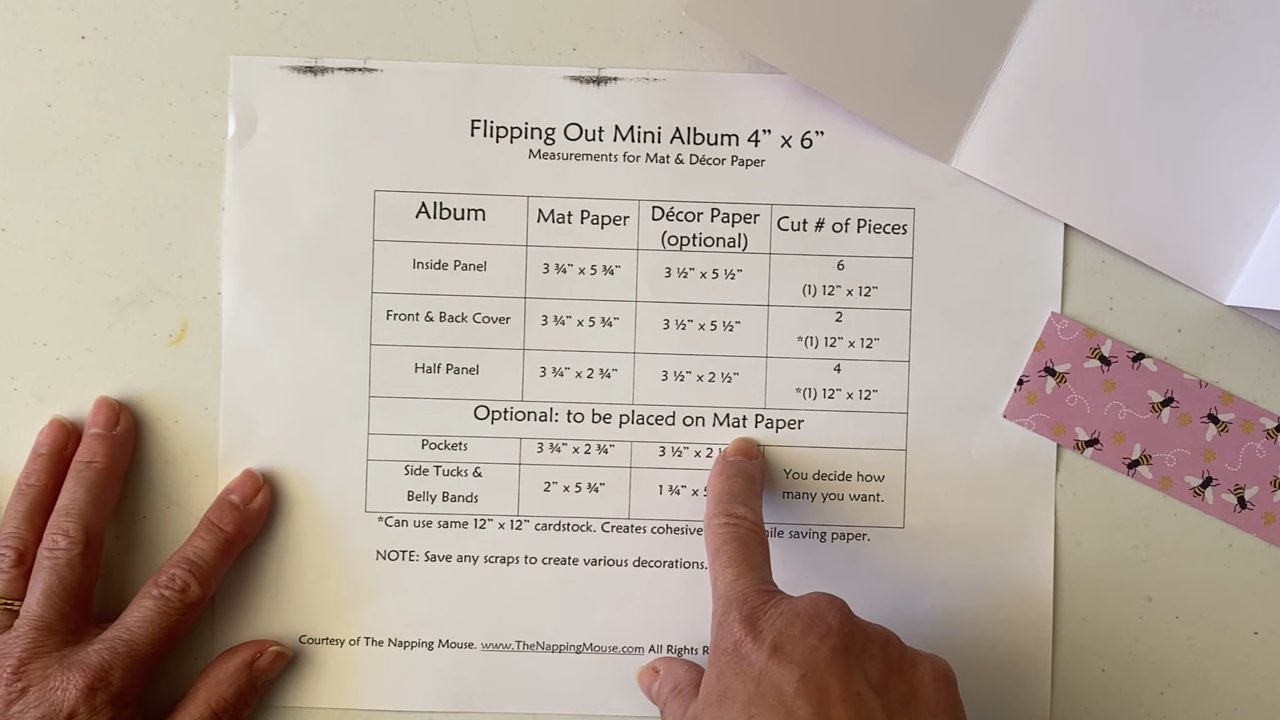 Flipping Out Mini Album 4” x 6”
Measurements for Mat & Décor Paper
Album Mat Paper Décor Paper (optional) Cut # of Pieces
Inside Panel 3 ¾” x 5 ¾” 3 ½” x 5 ½” 6
(1) 12” x 12”
Front & Back Cover 3 ¾” x 5 ¾” 3 ½” x 5 ½” 2
*(1) 12” x 12”
Half Panel 3 ¾” x 2 ¾” 3 ½” x 2 ½” 4
*(1) 12” x 12”
Optional: to be placed on Mat Paper
Pockets 3 ¾” x 2 ¾” 3 ½” x 2
Side Tucks &
Belly Bands 2” x 5 ¾” 1 ¾” x
You decide how
many you want.
*Can use same 12” x 12” cardstock. Creates cohesive saving paper.
NOTE: Save any scraps to create various decorations.
Courtesy of The Napping Mouse. www.TheNappingMouse.com All Rights